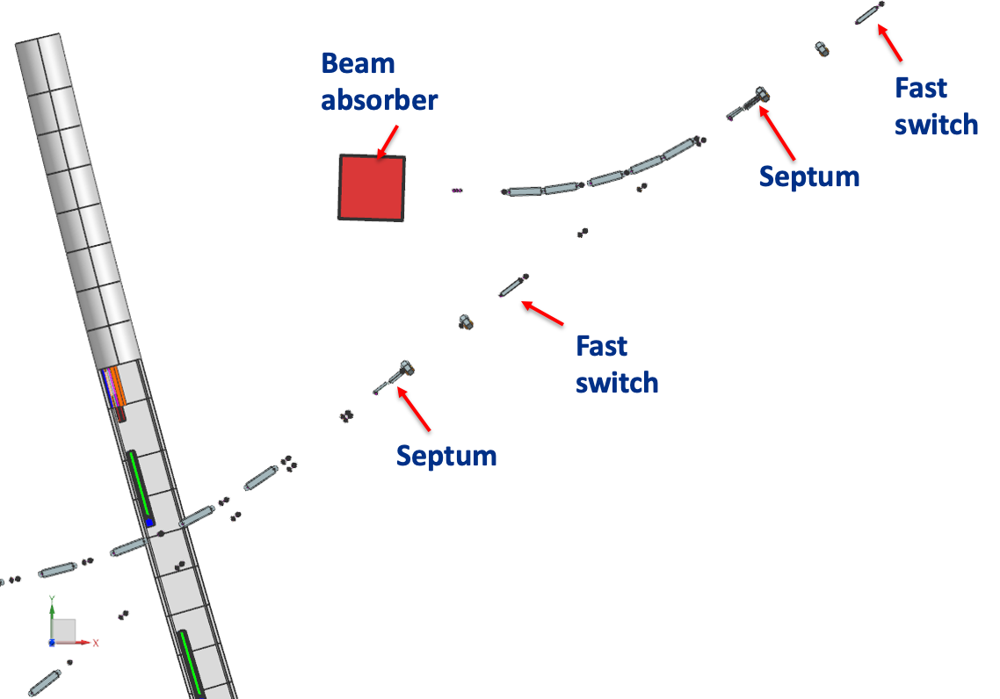 Beam
absorber
Fast
switch
Septum
Fast
switch
Septum
Y
X